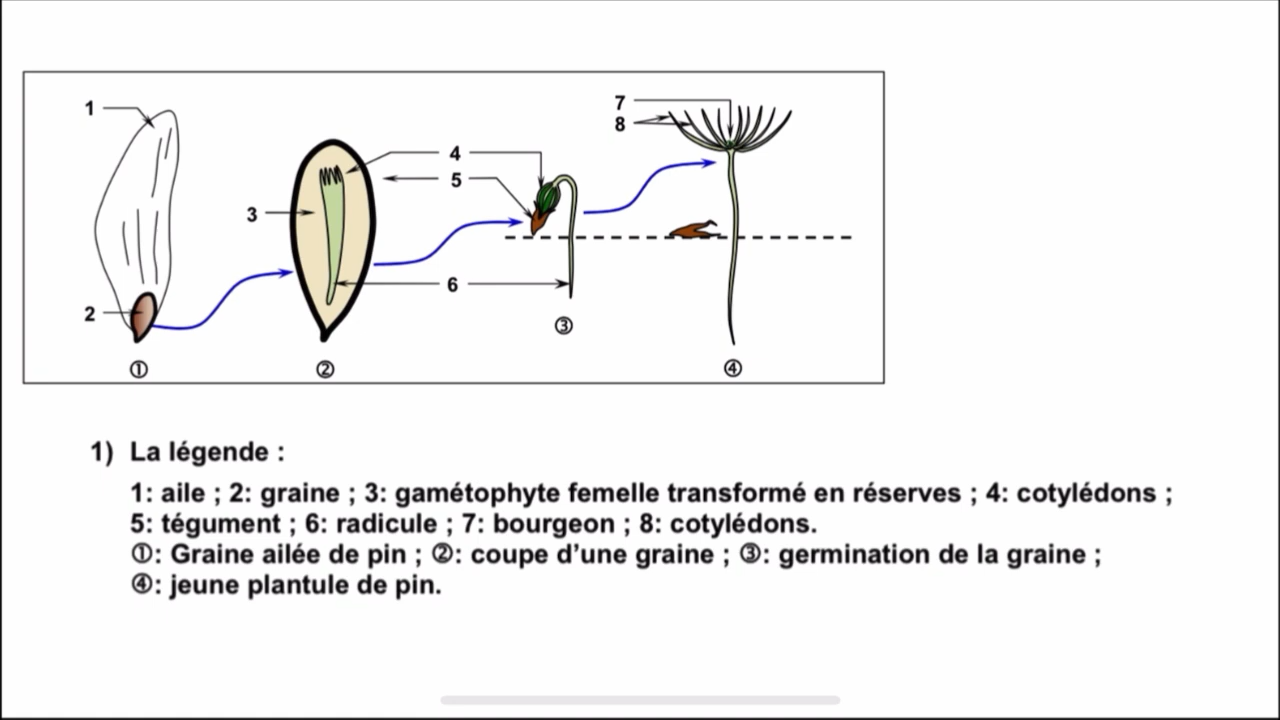 1
2
3
4
5
6
7
8
①
②
③
④
1) La légende :
1: aile ; 2: graine ; 3: gamétophyte femelle transformé en réserves ; 4: cotylédons ;
5: tégument ; 6: radicule ; 7: bourgeon ; 8: cotylédons.
①: Graine ailée de pin ; ②: coupe d’une graine ; ③: germination de la graine ;
④: jeune plantule de pin.